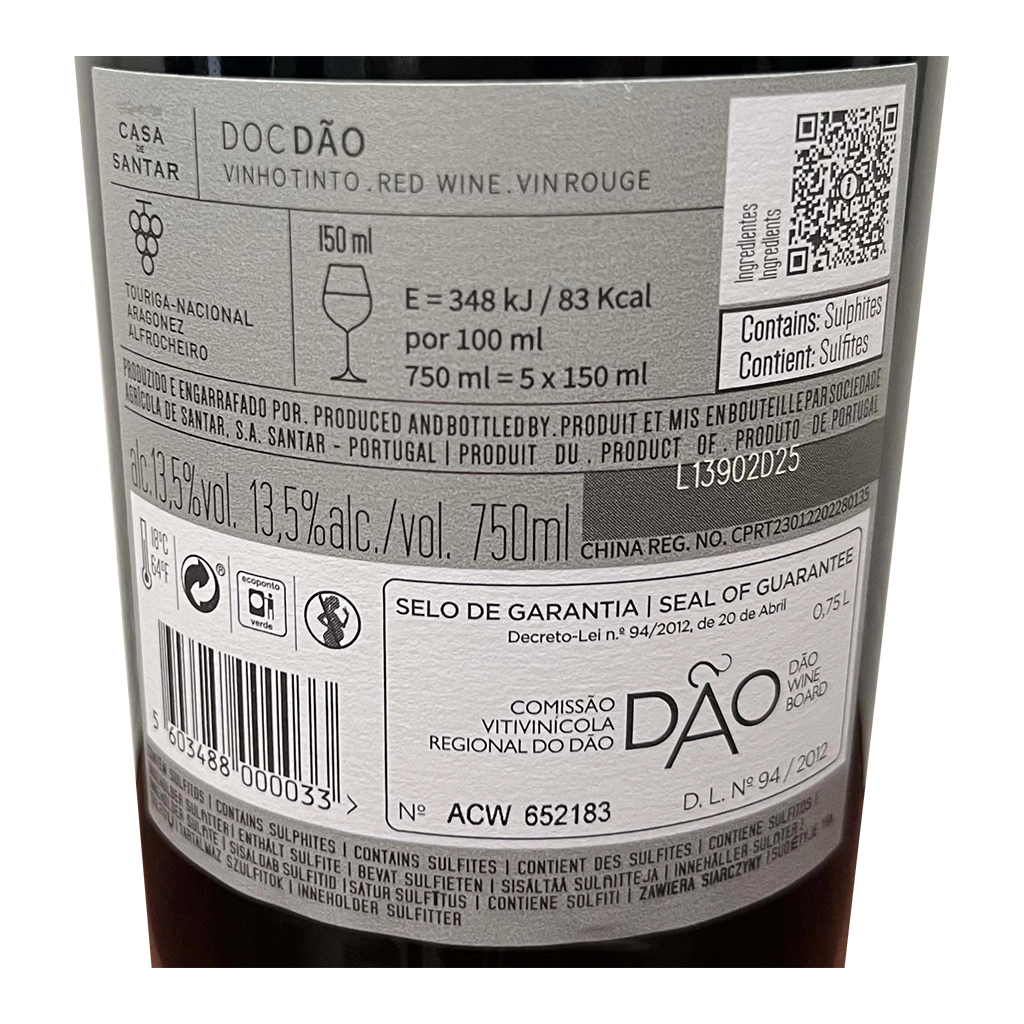 CASA
DE
SANTAR
DOC DÃO
VINHO TINTO . RED WINE . VIN ROUGE
TOURIGA-NACIONAL
ARAGONEZ
ALFROCHEIRO
150 ml
E = 348 kJ / 83 Kcal
por 100 ml
750 ml = 5 x 150 ml
Ingredientes
Ingredients
i
Contains: Sulphites
Contient: Sulfites
PRODUZIDO E ENGARRAFADO POR. PRODUCED AND BOTTLED BY. PRODUIT ET MIS EN BOUTEILLE PAR SOCIEDADE
AGRÍCOLA DE SANTAR, S.A. SANTAR - PORTUGAL | PRODUIT DU . PRODUCT OF . PRODUTO DE PORTUGAL
L13902D25
alc.13,5%vol. 13,5%alc./vol. 750ml
CHINA REG. NO. CPRT23012202280135
18ºC
64ºF
®
ecoponto
verde
SELO DE GARANTIA | SEAL OF GUARANTEE
Decreto-Lei n.º 94/2012, de 20 de Abril
0,75 L
COMISSÃO
VITIVINÍCOLA
REGIONAL DO DÃO
DÃO
DÃO
WINE
BOARD
Nº ACW 652183
D. L. Nº 94 / 2012
5 603488 000033 >
SULFITOS | CONTAINS SULPHITES | CONTAINS SULFITES | CONTIENT DES SULFITES | CONTIENE SULFITOS |
ENTHÄLT SULFITE | BEVAT SULFIETEN | SISÄLTÄÄ SULFIITTEJA | INNEHÅLLER SULFITER |
SISALDAB SULFITID | SATUR SULFĪTUS | CONTIENE SOLFITI | ZAWIERA SIARCZYNY |
SZULFITOK | INNEHOLDER SULFITTER